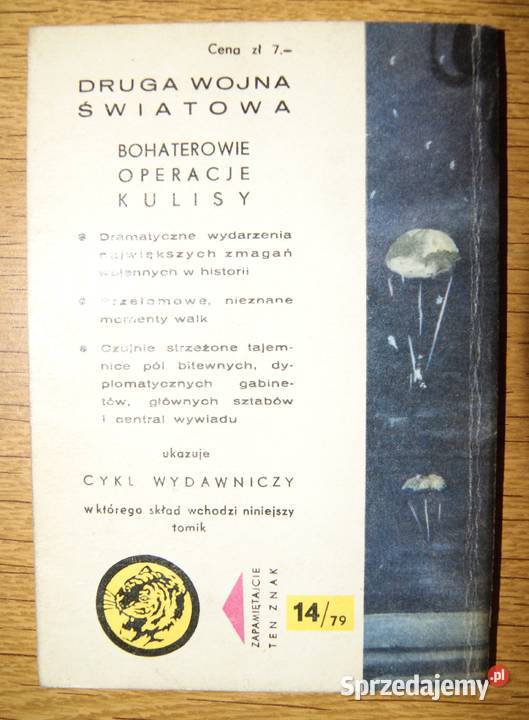 Cena zł 7.–
DRUGA WOJNA
ŚWIATOWA
BOHATEROWIE
OPERACJE
KULISY
Dramatyczne wydarzenia
największych zmagań
wojennych w historii
Przełomowe, nieznane
momenty walk
Czujnie strzeżone tajem-
nice pól bitewnych, dy-
plomatycznych gabine-
tów, głównych sztabów
i central wywiadu
ukazuje
CYKL WYDAWNICZY
w którego skład wchodzi niniejszy
tomik
ZAPAMIĘTAJCIE
TEN ZNAK
14/79
Sprzedajemy.pl